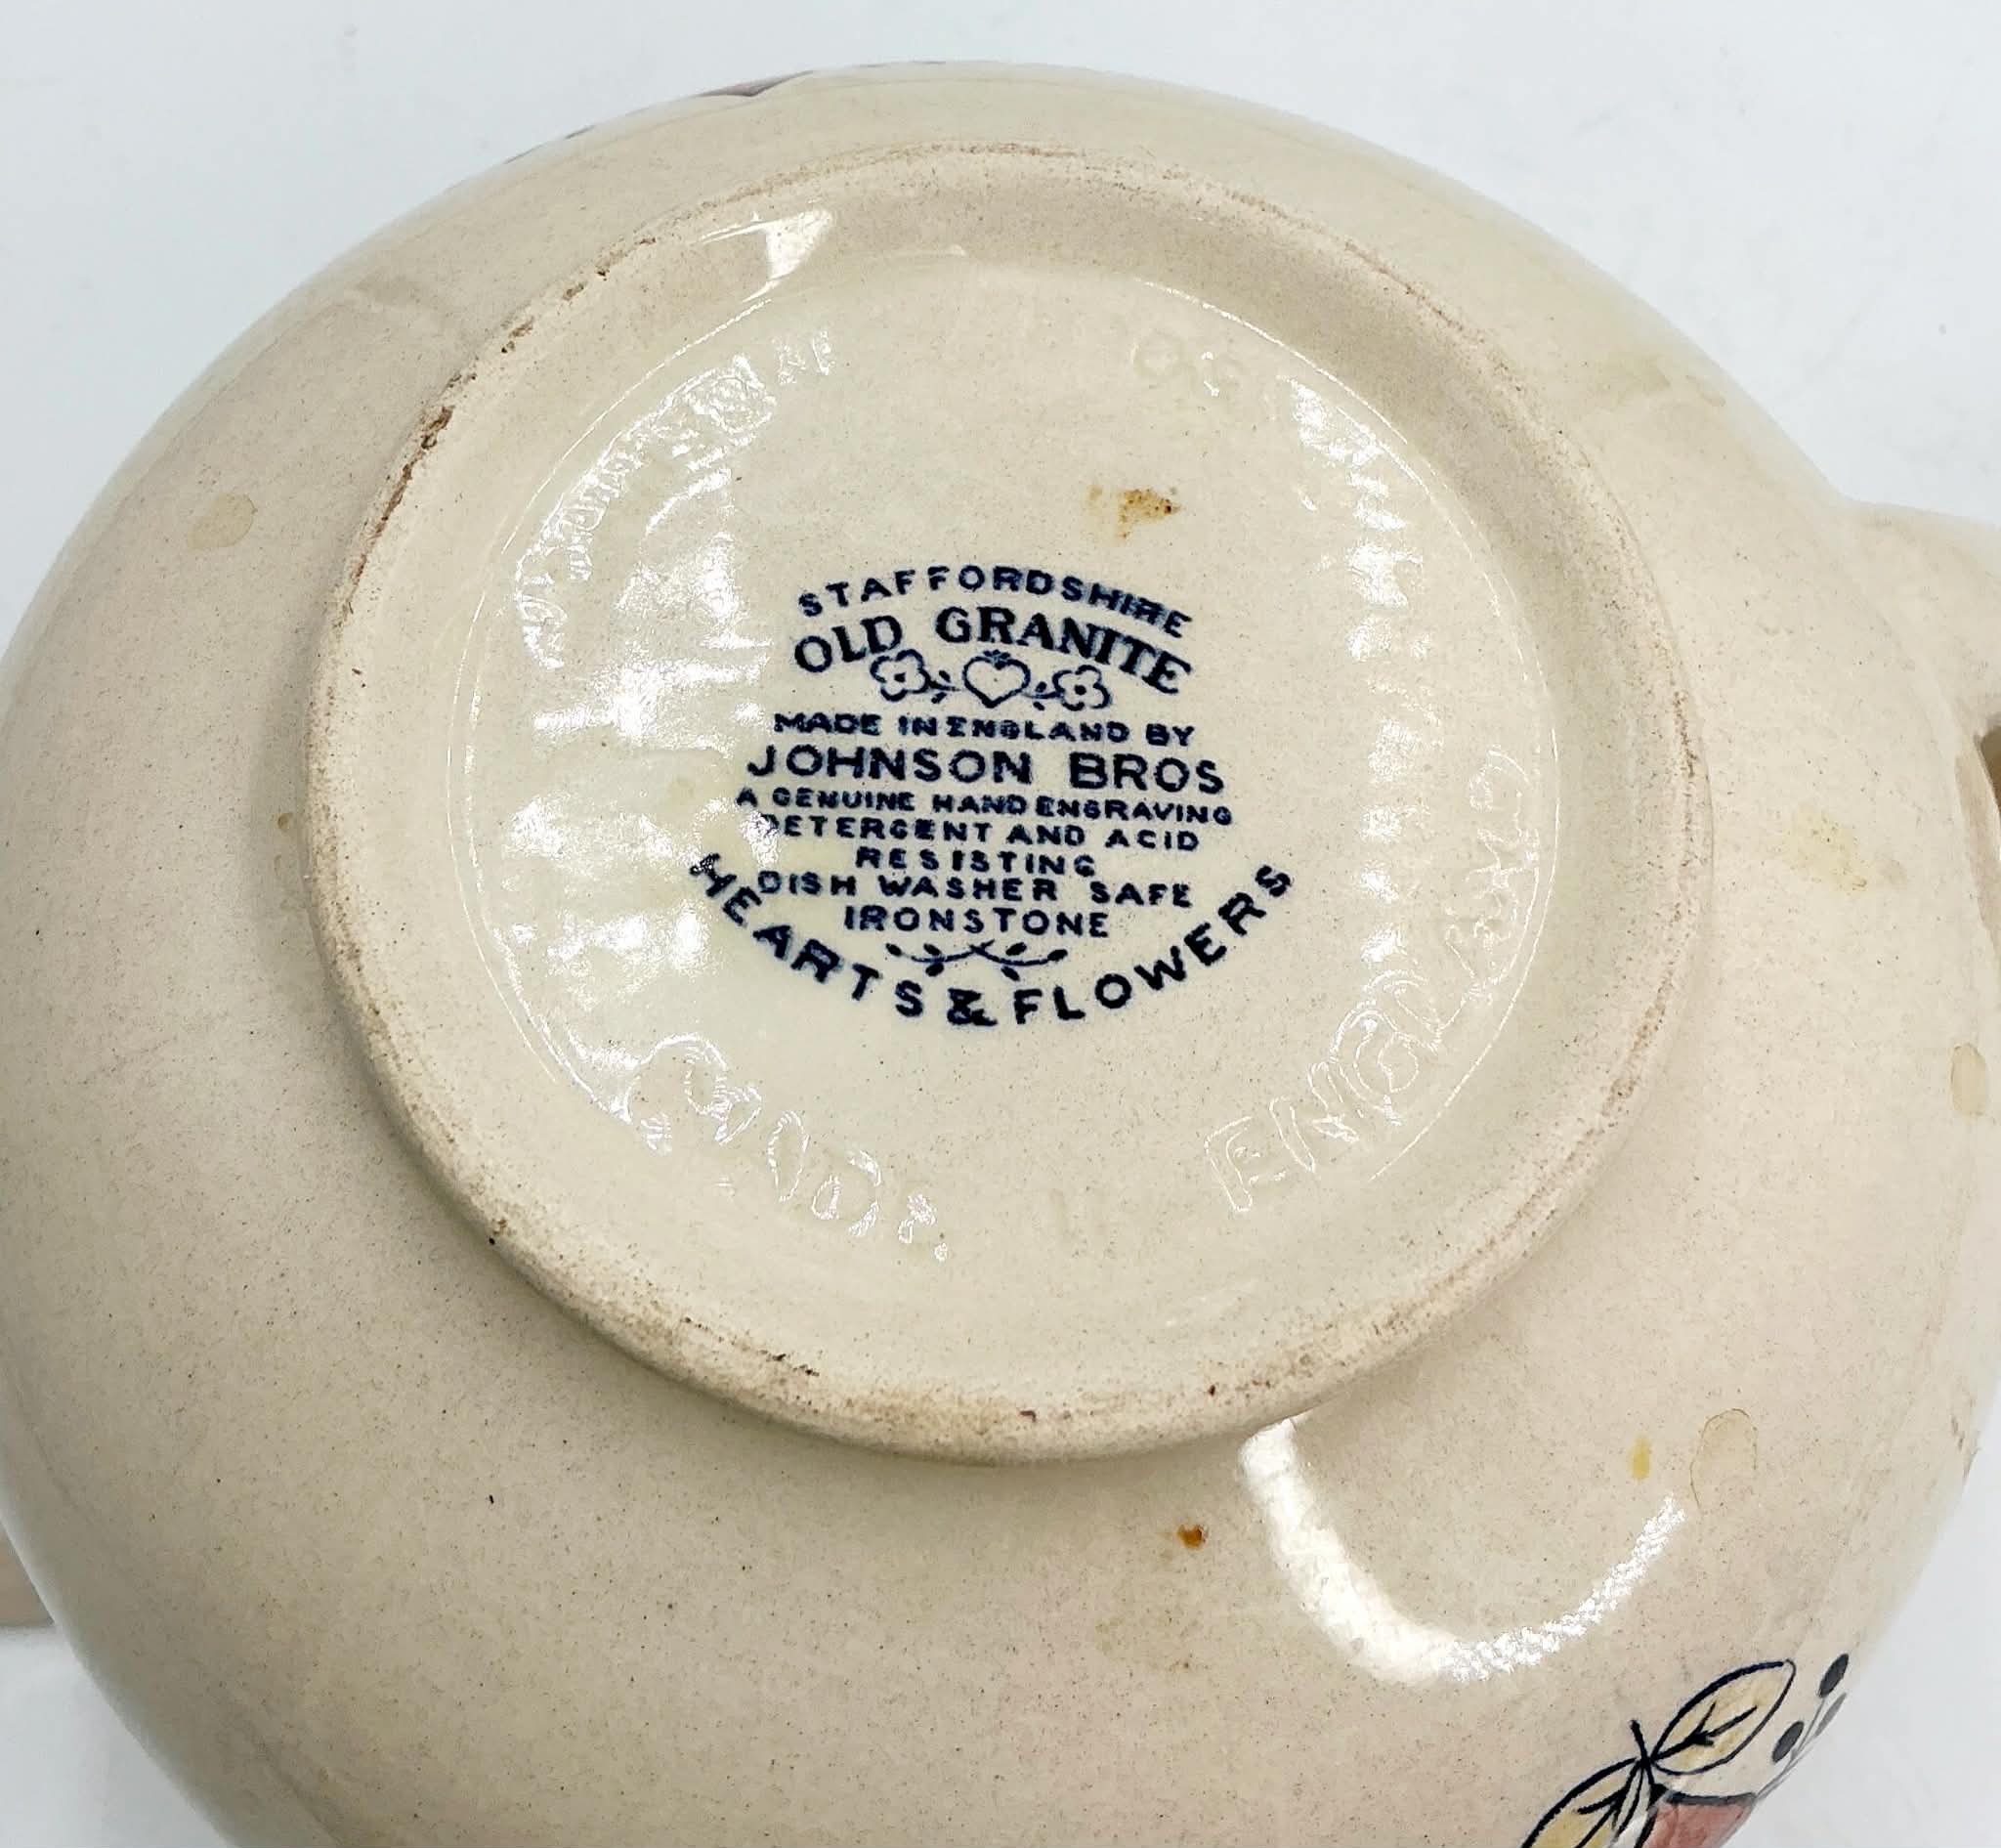 STAFFORDSHIRE
OLD GRANITE
MADE IN ENGLAND BY
JOHNSON BROS
A GENUINE HAND ENGRAVING
DETERGENT AND ACID
RESISTING
DISH WASHER SAFE
IRONSTONE
HEARTS & FLOWERS
ENGLAND